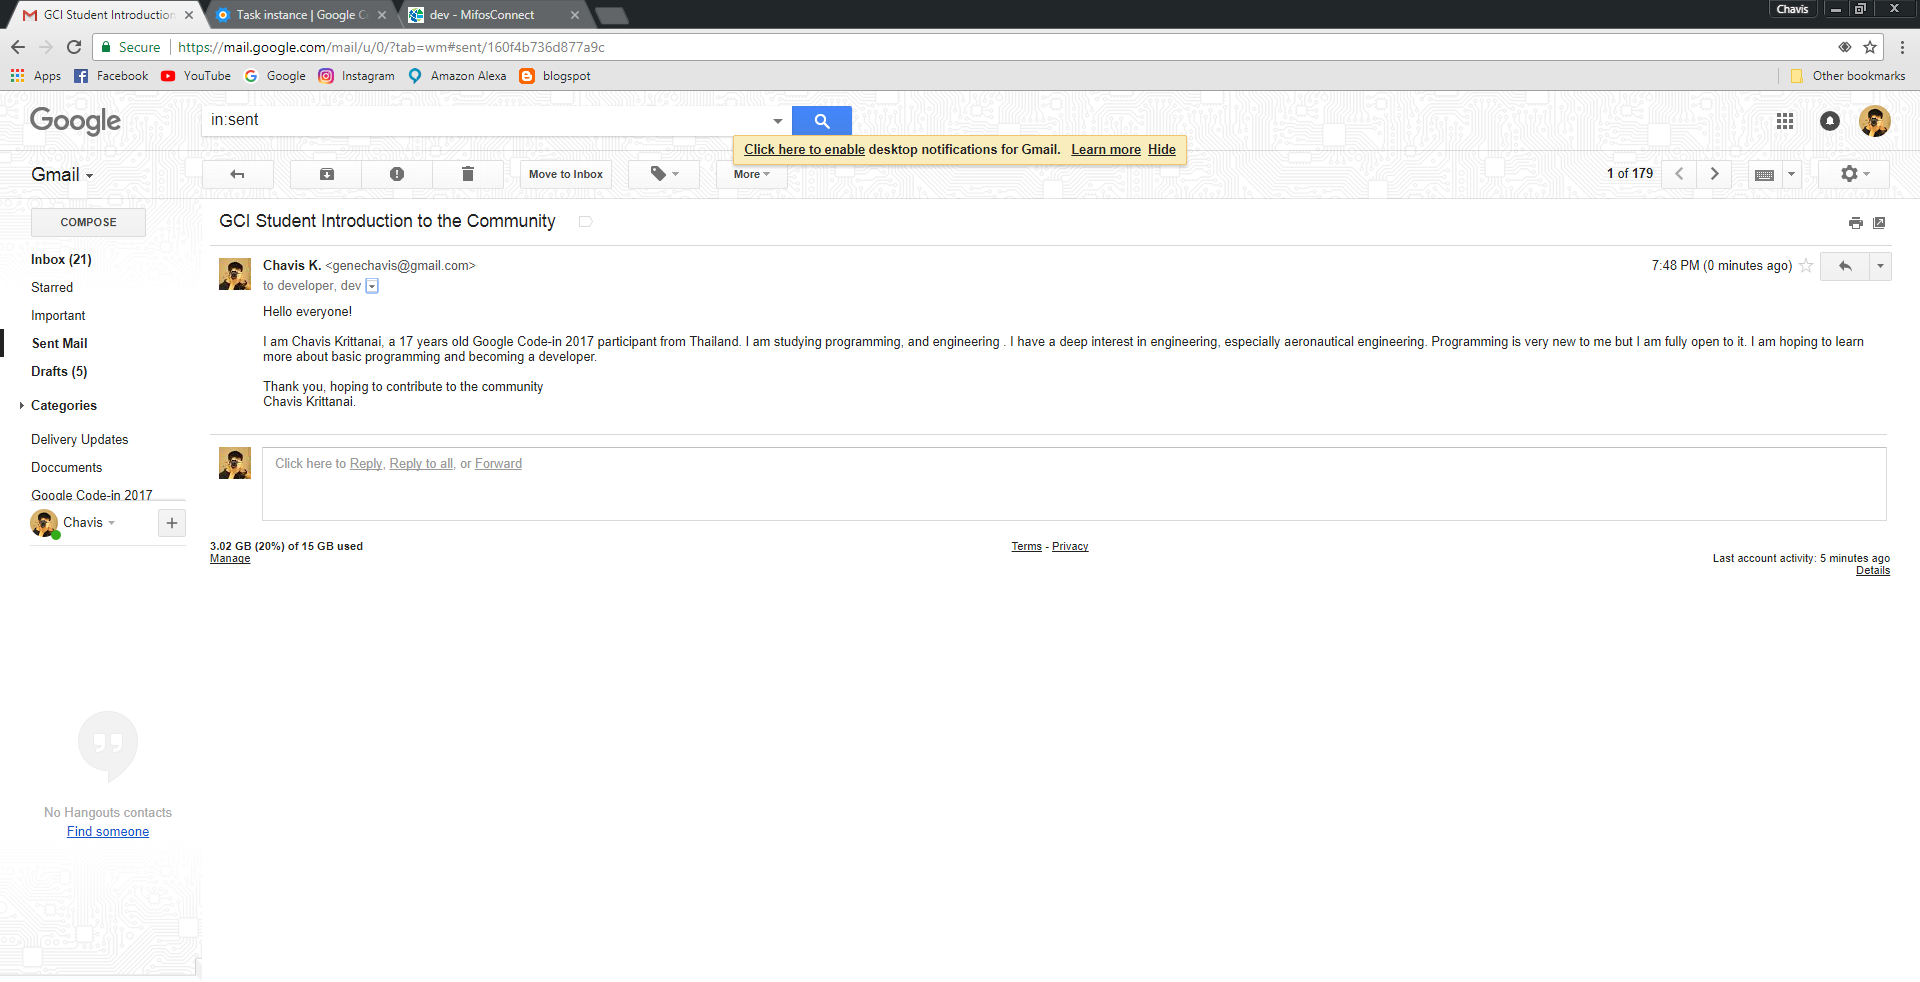 GCI Student Introduction
Task instance | Google C
dev - MifosConnect
Chavis
Secure
https://mail.google.com/mail/u/0/?tab=wm#sent/160f4b736d877a9c
Apps
Facebook
YouTube
Google
Instagram
Amazon Alexa
blogspot
Other bookmarks
Google
in:sent
Click here to enable desktop notifications for Gmail. Learn more Hide
Gmail
Move to Inbox
More
1 of 179
COMPOSE
Inbox (21)
Starred
Important
Sent Mail
Drafts (5)
Categories
Delivery Updates
Doccuments
Google Code-in 2017
Chavis
No Hangouts contacts
Find someone
GCI Student Introduction to the Community
Chavis K. <genechavis@gmail.com>
7:48 PM (0 minutes ago)
to developer, dev
Hello everyone!
I am Chavis Krittanai, a 17 years old Google Code-in 2017 participant from Thailand. I am studying programming, and engineering . I have a deep interest in engineering, especially aeronautical engineering. Programming is very new to me but I am fully open to it. I am hoping to learn
more about basic programming and becoming a developer.
Thank you, hoping to contribute to the community
Chavis Krittanai.
Click here to Reply, Reply to all, or Forward
3.02 GB (20%) of 15 GB used
Manage
Terms - Privacy
Last account activity: 5 minutes ago
Details